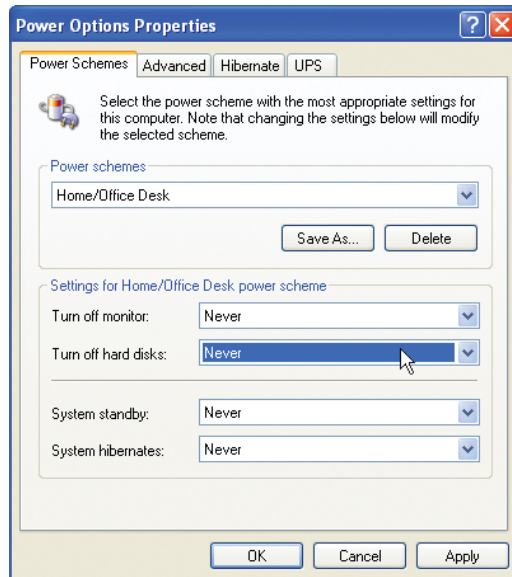 Power Options Properties
Power Schemes Advanced Hibernate UPS
Select the power scheme with the most appropriate settings for
this computer. Note that changing the settings below will modify
the selected scheme.
Power schemes
Home/Office Desk
Save As... Delete
Settings for Home/Office Desk power scheme
Turn off monitor: Never
Turn off hard disks: Never
System standby: Never
System hibernates: Never
OK Cancel Apply